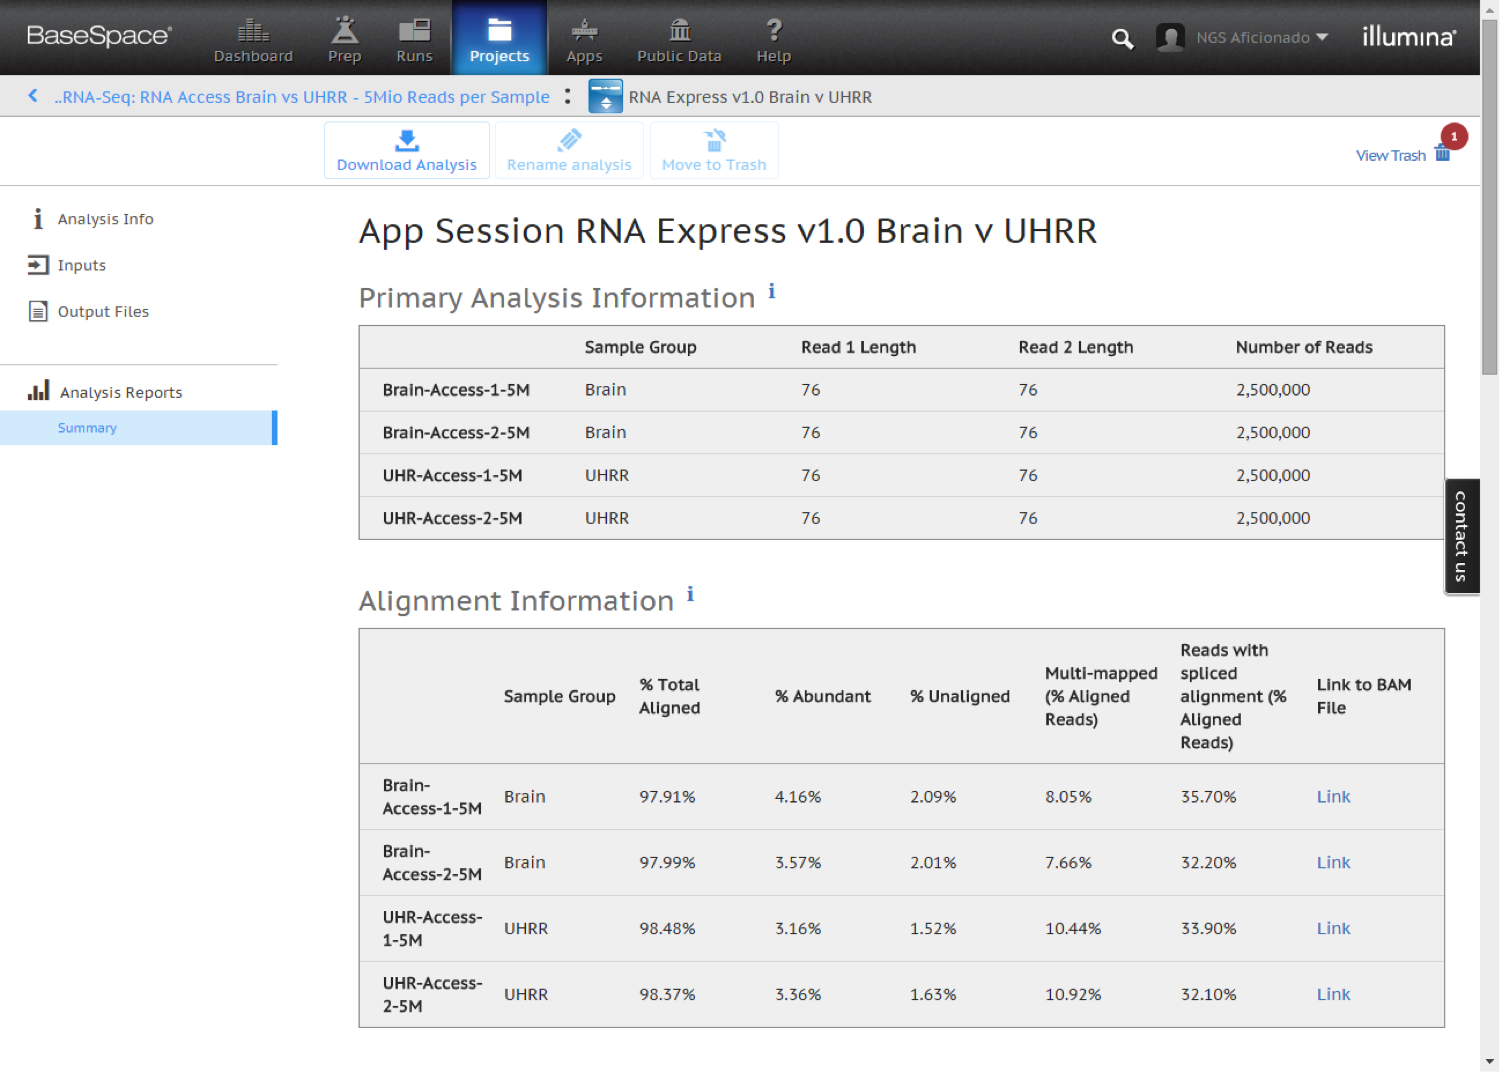 BaseSpace®
Dashboard
Prep
Runs
Projects
Apps
Public Data
Help
NGS Aficionado
illumina®
..RNA-Seq: RNA Access Brain vs UHRR - 5Mio Reads per Sample
:
RNA Express v1.0 Brain v UHRR
Download Analysis
Rename analysis
Move to Trash
View Trash
1
Analysis Info
Inputs
Output Files
Analysis Reports
Summary
App Session RNA Express v1.0 Brain v UHRR
Primary Analysis Information i
Sample Group Read 1 Length Read 2 Length Number of Reads
Brain-Access-1-5M Brain 76 76 2,500,000
Brain-Access-2-5M Brain 76 76 2,500,000
UHR-Access-1-5M UHRR 76 76 2,500,000
UHR-Access-2-5M UHRR 76 76 2,500,000
contact us
Alignment Information i
Sample Group
% Total
Aligned
% Abundant
% Unaligned
Multi-mapped
(% Aligned
Reads)
Reads with
spliced
alignment (%
Aligned
Reads)
Link to BAM
File
Brain-
Access-1-5M
Brain 97.91% 4.16% 2.09% 8.05% 35.70% Link
Brain-
Access-2-5M
Brain 97.99% 3.57% 2.01% 7.66% 32.20% Link
UHR-Access-
1-5M
UHRR 98.48% 3.16% 1.52% 10.44% 33.90% Link
UHR-Access-
2-5M
UHRR 98.37% 3.36% 1.63% 10.92% 32.10% Link